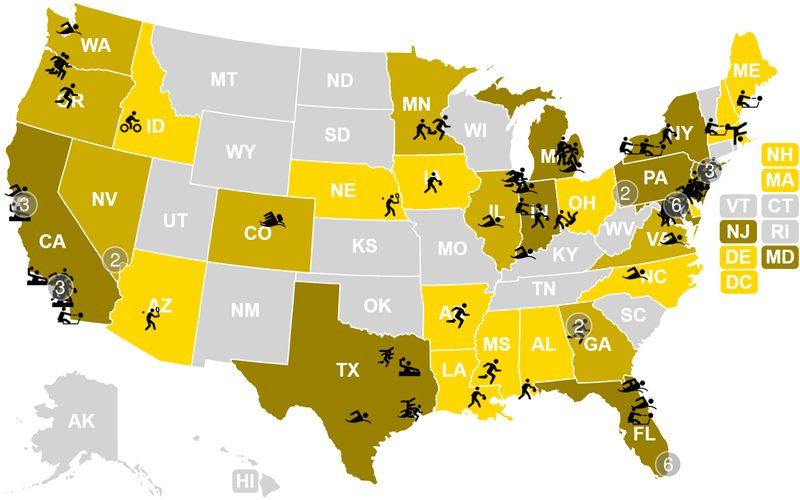 WA
MT
ND
MN
ME
OR
ID
SD
WI
NY
M
NH
WY
IA
PA
3
MA
NV
NE
IL
IN
OH
2
6
VT CT
3
UT
CO
NJ RI
CA
2
KS
MO
KY
WV
VA
DE MD
3
AZ
NM
OK
AR
TN
NC
DC
2
SC
TX
LA
MS
AL
GA
AK
HI
FL
6